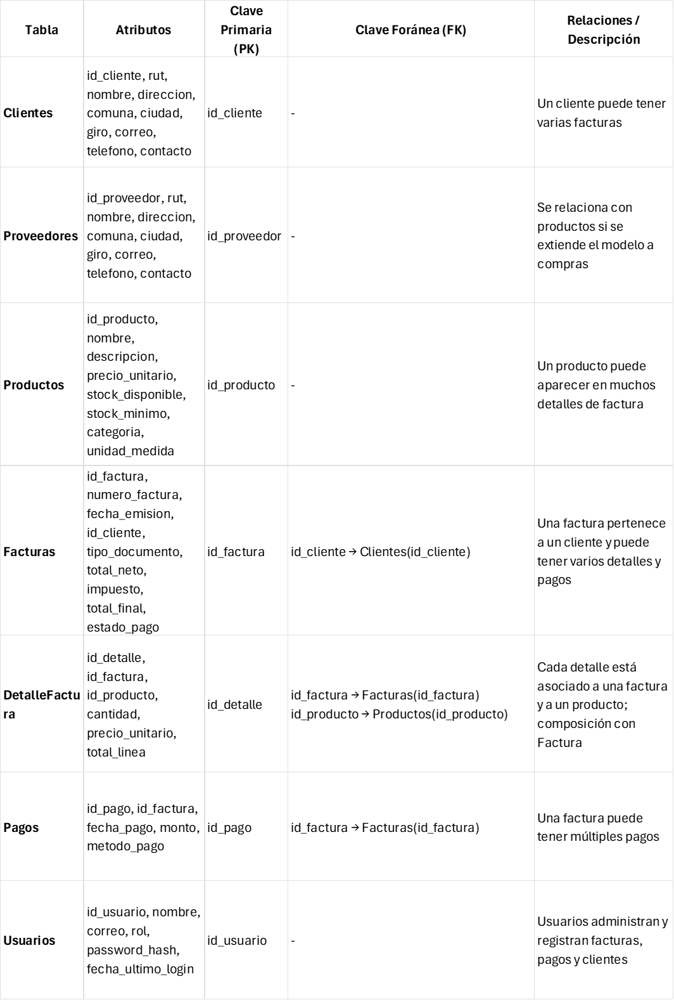 Tabla
Atributos
Clave
Primaria
(PK)
Clave Foránea (FK)
Relaciones /
Descripción
Clientes
id_cliente, rut,
nombre, direccion,
comuna, ciudad,
giro, correo,
telefono, contacto
id_cliente
-
Un cliente puede tener
varias facturas
Proveedores
id_proveedor, rut,
nombre, direccion,
comuna, ciudad,
giro, correo,
telefono, contacto
id_proveedor
-
Se relaciona con
productos si se
extiende el modelo a
compras
Productos
id_producto,
nombre,
descripcion,
precio_unitario,
stock_disponible,
stock_minimo,
categoria,
unidad_medida
id_producto
-
Un producto puede
aparecer en muchos
detalles de factura
Facturas
id_factura,
numero_factura,
fecha_emision,
id_cliente,
tipo_documento,
total_neto,
impuesto,
total_final,
estado_pago
id_factura
id_cliente → Clientes(id_cliente)
Una factura pertenece
a un cliente y puede
tener varios detalles y
pagos
DetalleFactu
ra
id_detalle,
id_factura,
id_producto,
cantidad,
precio_unitario,
total_linea
id_detalle
id_factura → Facturas(id_factura)
id_producto → Productos(id_producto)
Cada detalle está
asociado a una factura
y a un producto;
composición con
Factura
Pagos
id_pago, id_factura,
fecha_pago, monto,
metodo_pago
id_pago
id_factura → Facturas(id_factura)
Una factura puede
tener múltiples pagos
Usuarios
id_usuario, nombre,
correo, rol,
password_hash,
fecha_ultimo_login
id_usuario
-
Usuarios administran y
registran facturas,
pagos y clientes